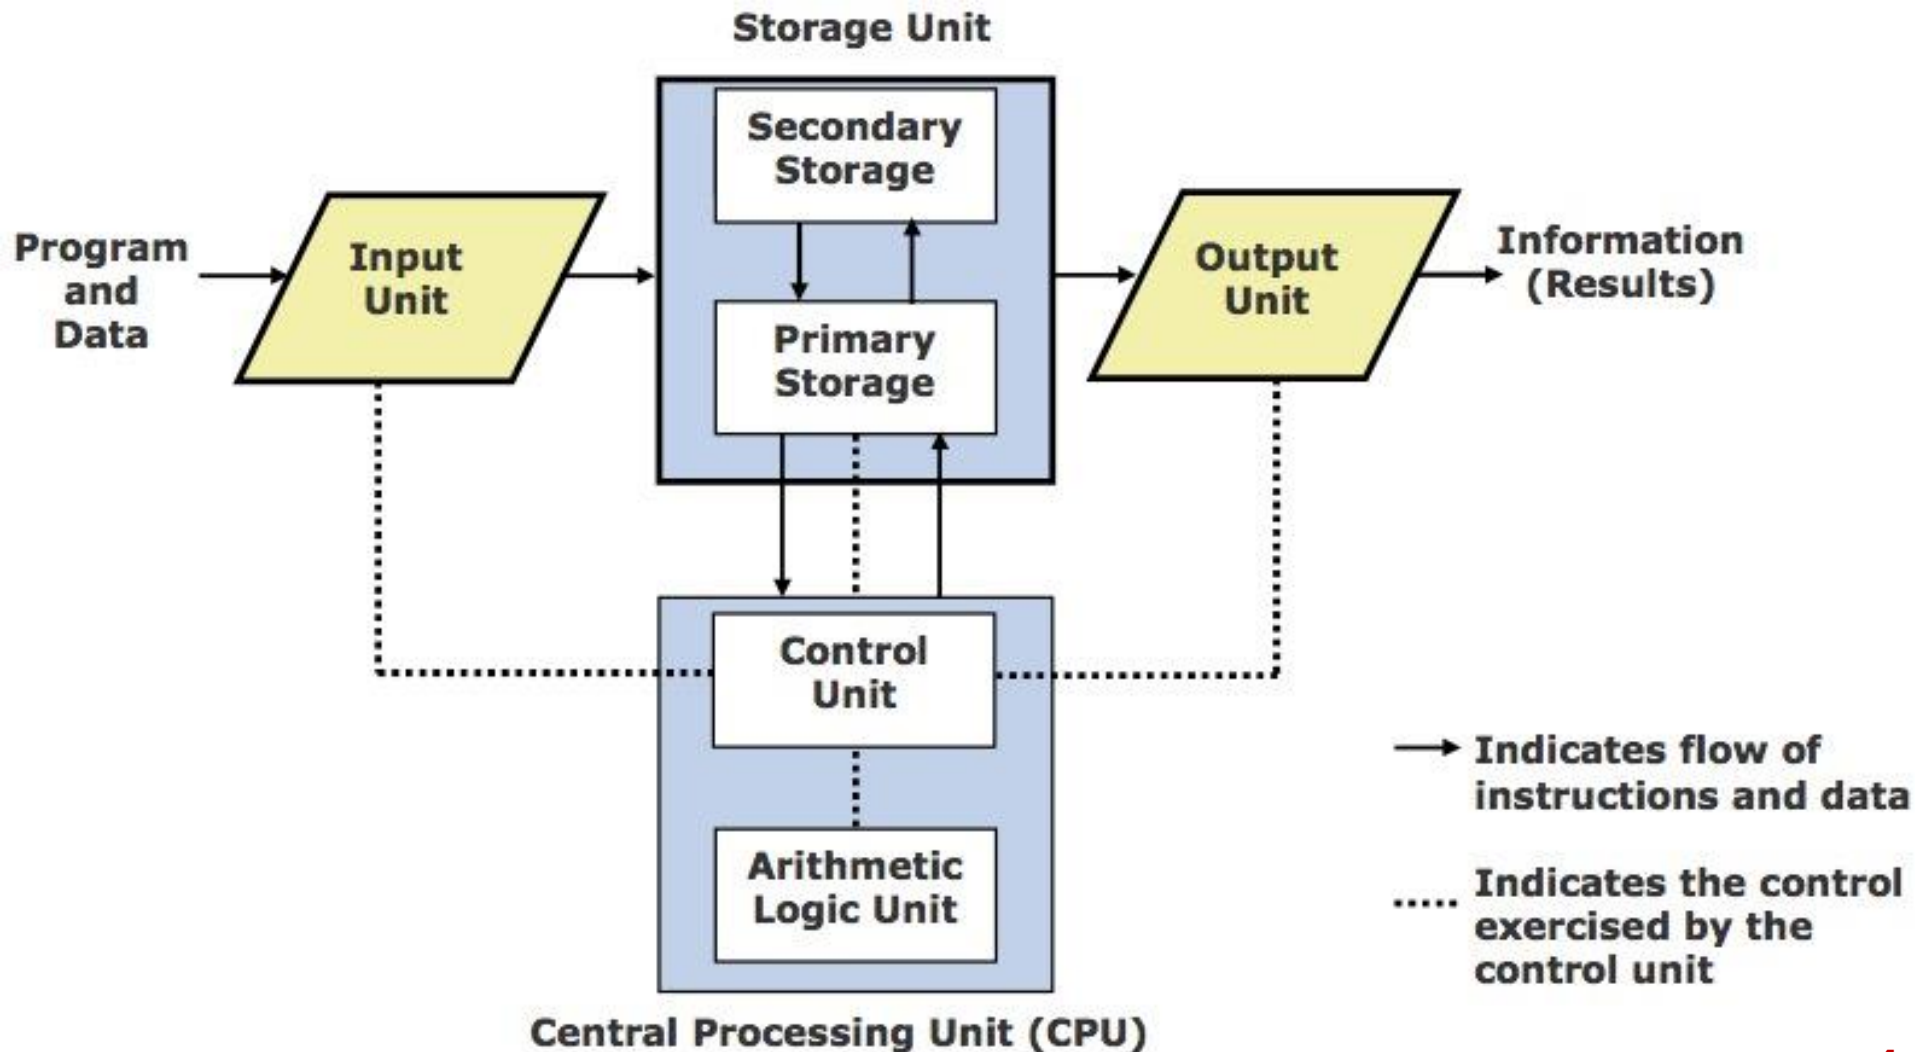 Storage Unit
Secondary
Storage
Program
and
Data
Input
Unit
Primary
Storage
Output
Unit
Information
(Results)
Control
Unit
Arithmetic
Logic Unit
Indicates flow of
instructions and data
Indicates the control
exercised by the
control unit
Central Processing Unit (CPU)